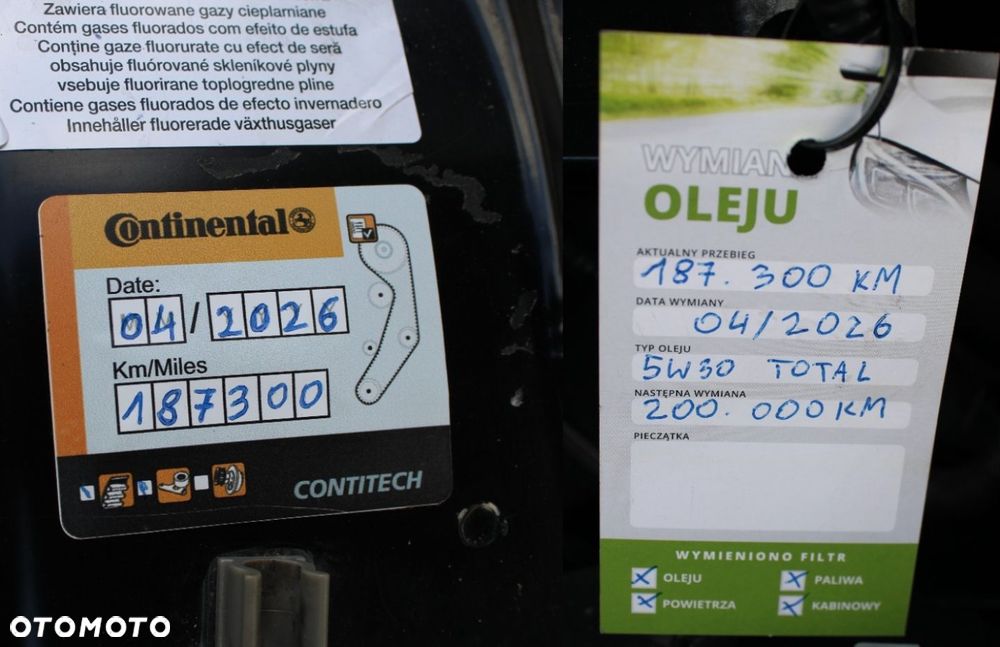 Zawiera fluorowane gazy cieplarniane
Contém gases fluorados com efeito de estufa
Conţine gaze fluorurate cu efect de seră
obsahuje fluórované skleníkové plyny
vsebuje fluorirane toplogredne pline
Contiene gases fluorados de efecto invernadero
Innehåller fluorerade växthusgaser
Continental
Date:
04/2026
Km/Miles
187300
CONTITECH
WYMIAN
OLEJU
AKTUALNY PRZEBIEG
187.300 KM
DATA WYMIANY
04/2026
TYP OLEJU
5W30 TOTAL
NASTĘPNA WYMIANA
200.000KM
PIECZĄTKA
WYMIENIONO FILTR
OLEJU
PALIWA
POWIETRZA
KABINOWY
OTOMOTO